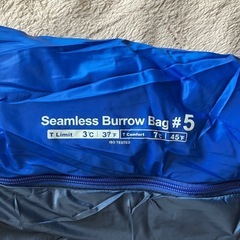 Seamless Burrow Bag #5
T Limit 3℃ 37°F T Comfort 7℃ 45°F
ISO TESTED